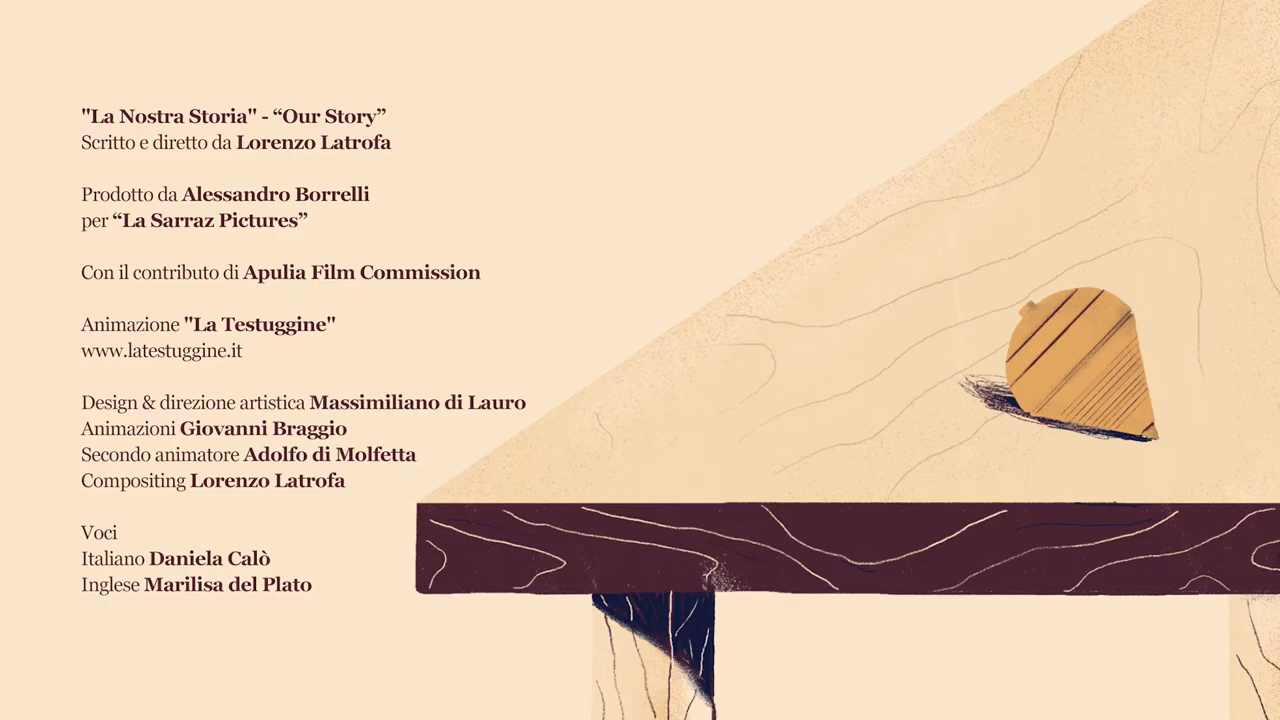 "La Nostra Storia" - “Our Story”
Scritto e diretto da Lorenzo Latrofa
Prodotto da Alessandro Borrelli
per “La Sarraz Pictures”
Con il contributo di Apulia Film Commission
Animazione "La Testuggine"
www.latestuggine.it
Design & direzione artistica Massimiliano di Lauro
Animazioni Giovanni Braggio
Secondo animatore Adolfo di Molfetta
Compositing Lorenzo Latrofa
Voci
Italiano Daniela Calò
Inglese Marilisa del Plato